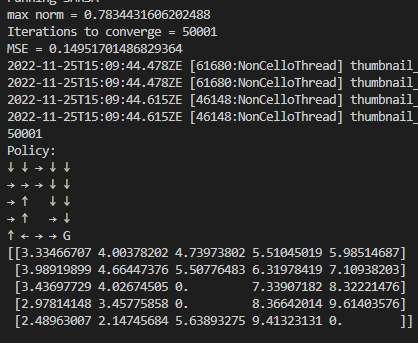 running SARSA
max norm = 0.7834431606202488
Iterations to converge = 50001
MSE = 0.14951701486829364
2022-11-25T15:09:44.478ZE [61680:NonCelloThread] thumbnail_
2022-11-25T15:09:44.478ZE [61680:NonCelloThread] thumbnail_
2022-11-25T15:09:44.615ZE [46148:NonCelloThread] thumbnail_
2022-11-25T15:09:44.615ZE [46148:NonCelloThread] thumbnail_
50001
Policy:
↓ ↓ → ↓ ↓
→ → → ↓ ↓
→ ↑   ↓ ↓
→ ↑   → ↓
↑ ← → → G
[[3.33466707 4.00378202 4.73973802 5.51045019 5.98514687]
 [3.98919899 4.66447376 5.50776483 6.31978419 7.10938203]
 [3.43697729 4.02674505 0.         7.33907182 8.32221476]
 [2.97814148 3.45775858 0.         8.36642014 9.61403576]
 [2.48963007 2.14745684 5.63893275 9.41323131 0.        ]]